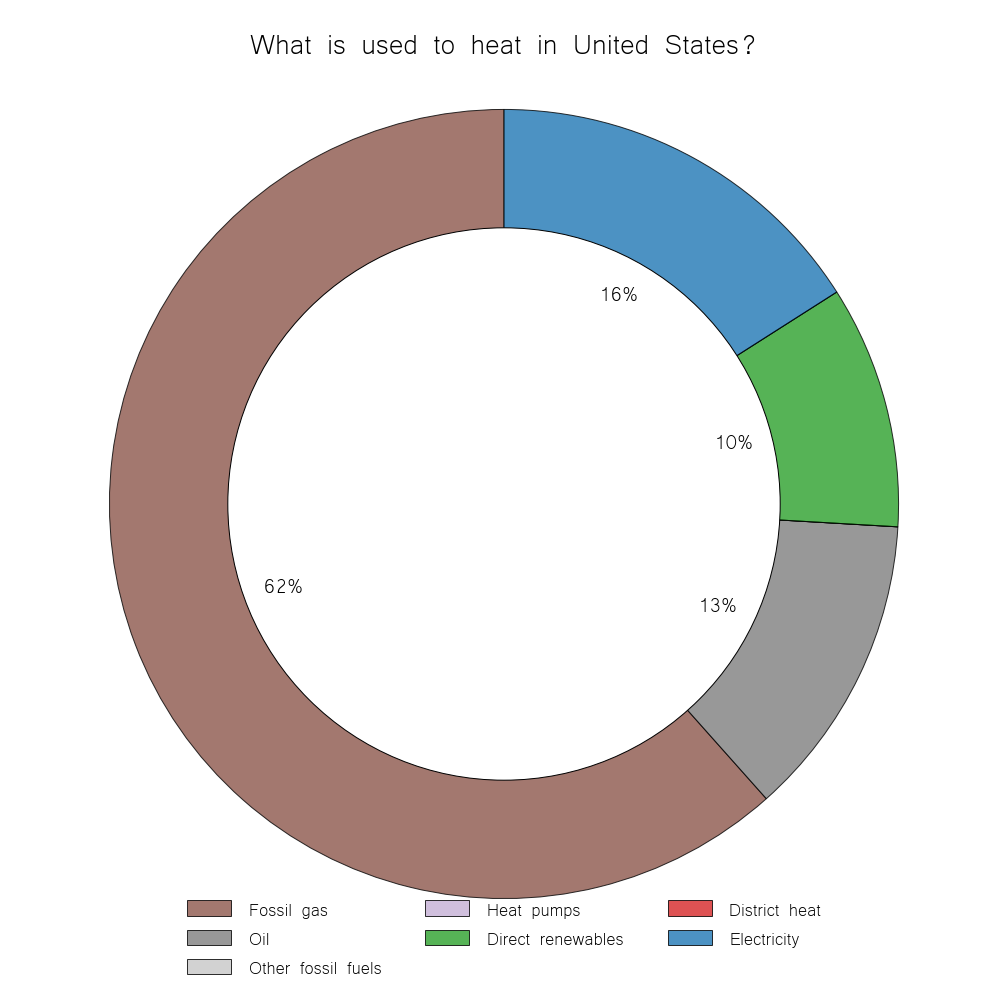 What is used to heat in United States?
16%
10%
62%
13%
Fossil gas
Heat pumps
District heat
Oil
Direct renewables
Electricity
Other fossil fuels